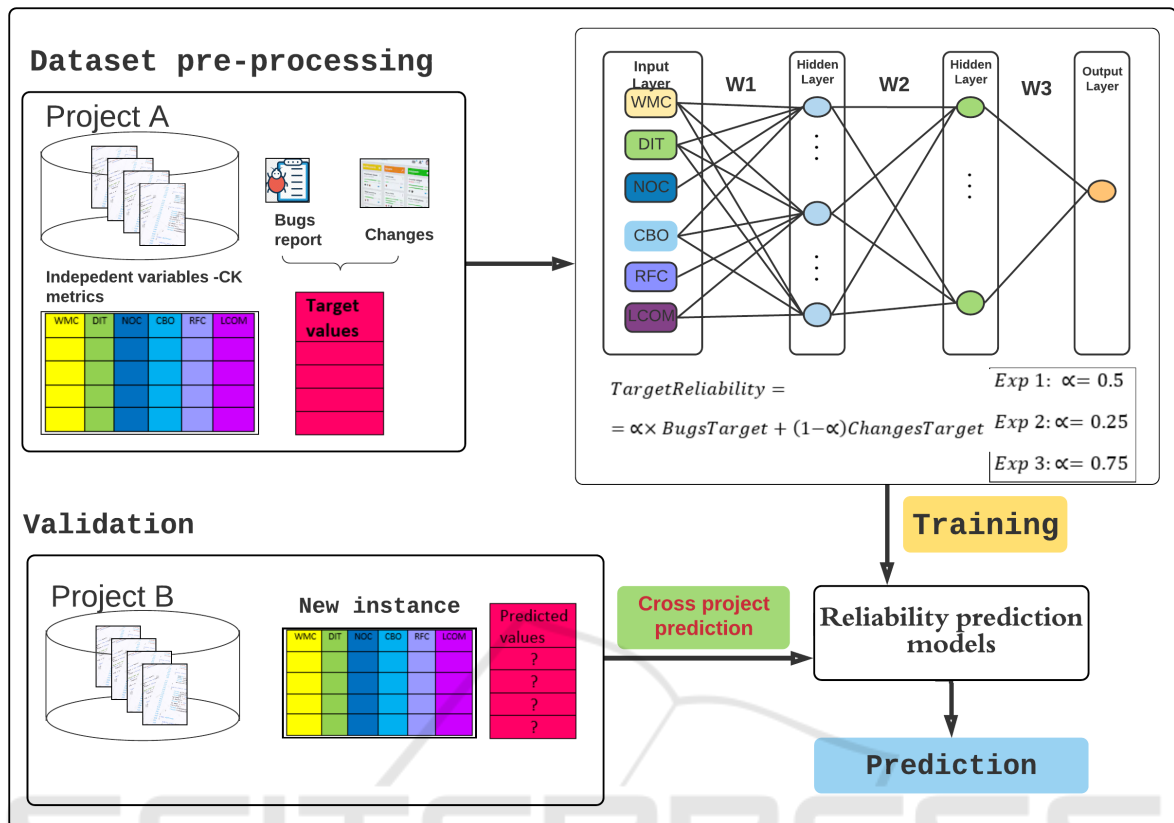 Dataset pre-processing
Project A
Bugs
report
Changes
Indepedent variables -CK
metrics
WMC DIT NOC CBO RFC LCOM
Target
values
Input
Layer
W1
Hidden
Layer
W2
Hidden
Layer
W3
Output
Layer
WMC
DIT
NOC
CBO
RFC
LCOM
TargetReliability =
= ∝× BugsTarget + (1−∝)ChangesTarget
Exp 1: ∝= 0.5
Exp 2: ∝= 0.25
Exp 3: ∝= 0.75
Training
Validation
Project B
New instance
WMC DIT NOC CBO RFC LCOM
Predicted
values
?
?
?
?
Cross project
prediction
Reliability prediction
models
Prediction